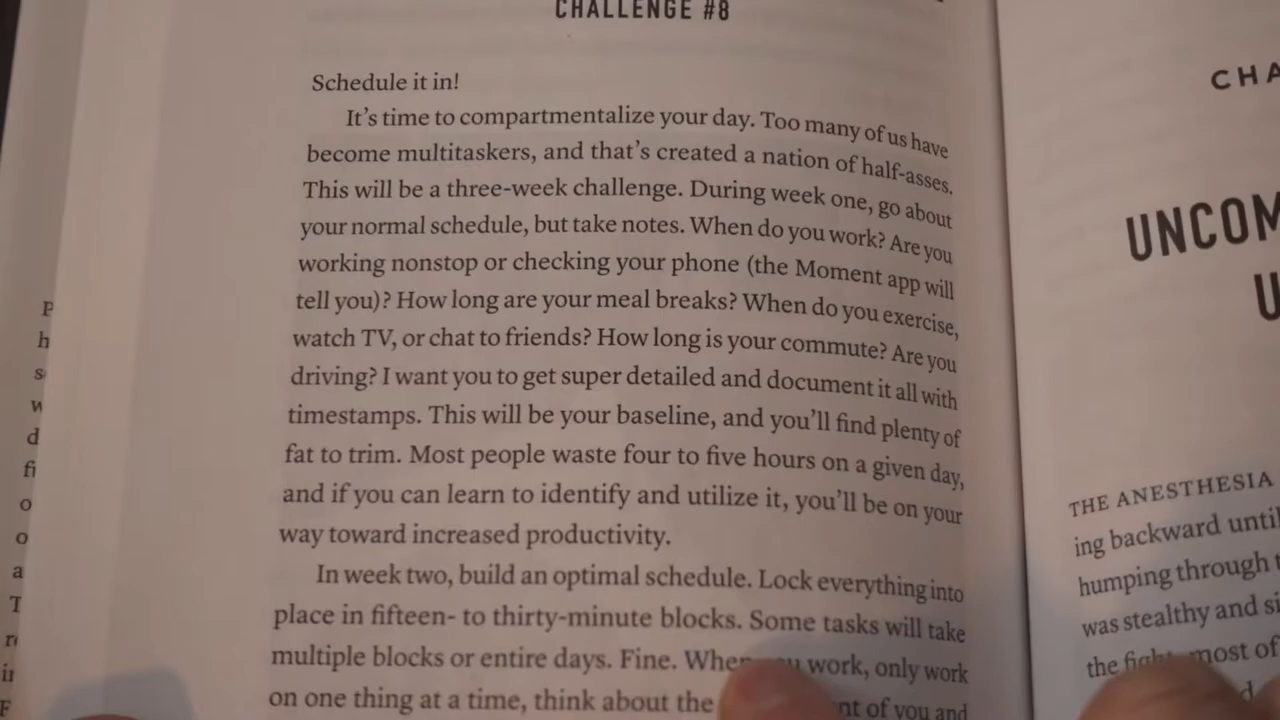 CHALLENGE #8
Schedule it in!
It's time to compartmentalize your day. Too many of us have
become multitaskers, and that's created a nation of half-asses.
This will be a three-week challenge. During week one, go about
your normal schedule, but take notes. When do you work? Are you
working nonstop or checking your phone (the Moment app will
tell you)? How long are your meal breaks? When do you exercise,
watch TV, or chat to friends? How long is your commute? Are you
driving? I want you to get super detailed and document it all with
timestamps. This will be your baseline, and you'll find plenty of
fat to trim. Most people waste four to five hours on a given day,
and if you can learn to identify and utilize it, you'll be on your
way toward increased productivity.
In week two, build an optimal schedule. Lock everything into
place in fifteen- to thirty-minute blocks. Some tasks will take
multiple blocks or entire days. Fine. When you work, only work
on one thing at a time, think about the of you and
CHA
UNCOM
U
THE ANESTHESIA
ing backward until
humping through
was stealthy and
the most of